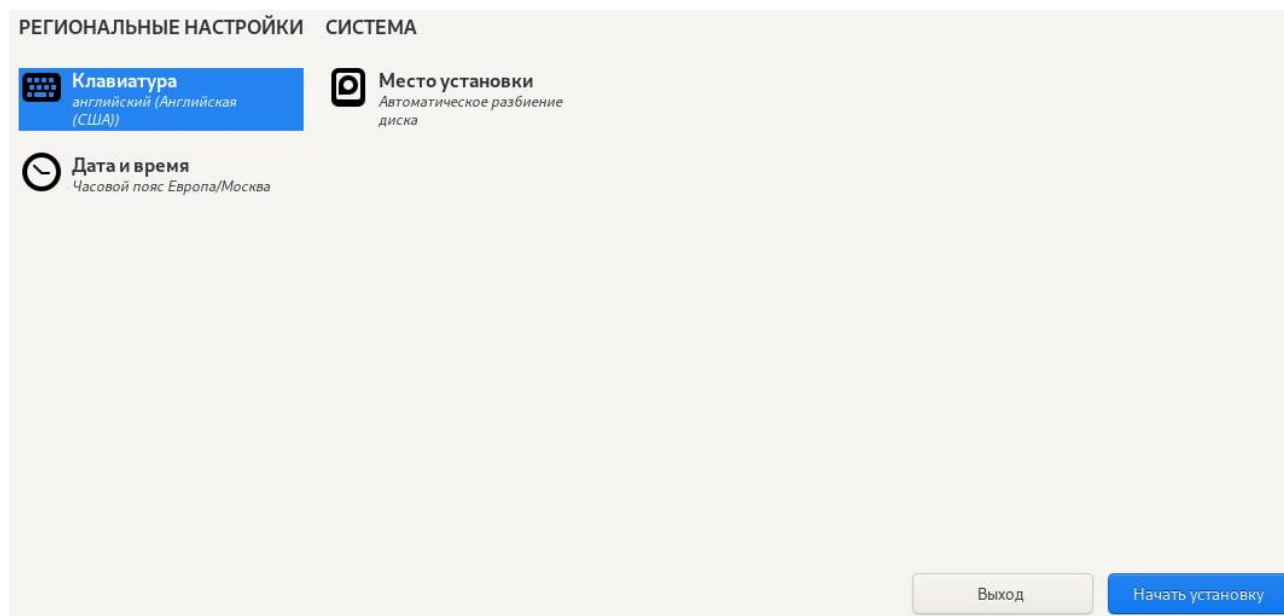 РЕГИОНАЛЬНЫЕ НАСТРОЙКИ
Клавиатура
английский (Английская
(США))
Дата и время
Часовой пояс Европа/Москва
СИСТЕМА
Место установки
Автоматическое разбиение
диска
Выход
Начать установку